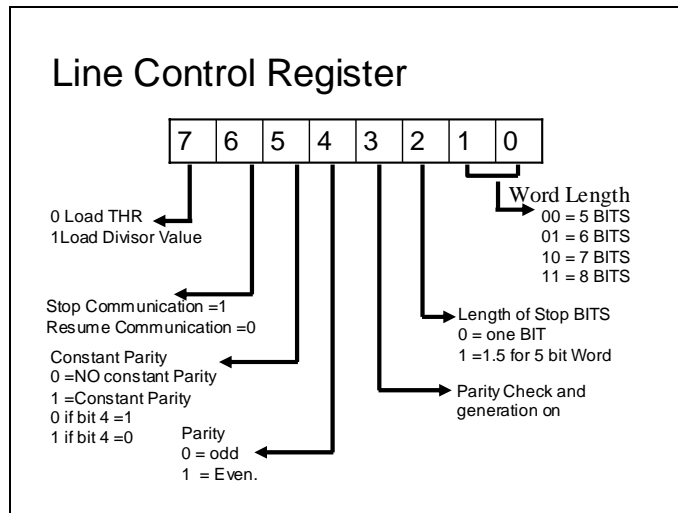 Line Control Register
7 6 5 4 3 2 1 0
Word Length
00 = 5 BITS
01 = 6 BITS
10 = 7 BITS
11 = 8 BITS
0 Load THR
1Load Divisor Value
Stop Communication =1
Resume Communication =0
Length of Stop BITS
0 = one BIT
1 =1.5 for 5 bit Word
Constant Parity
0 =NO constant Parity
1 =Constant Parity
0 if bit 4 =1
1 if bit 4 =0
Parity Check and
generation on
Parity
0 = odd
1 = Even.